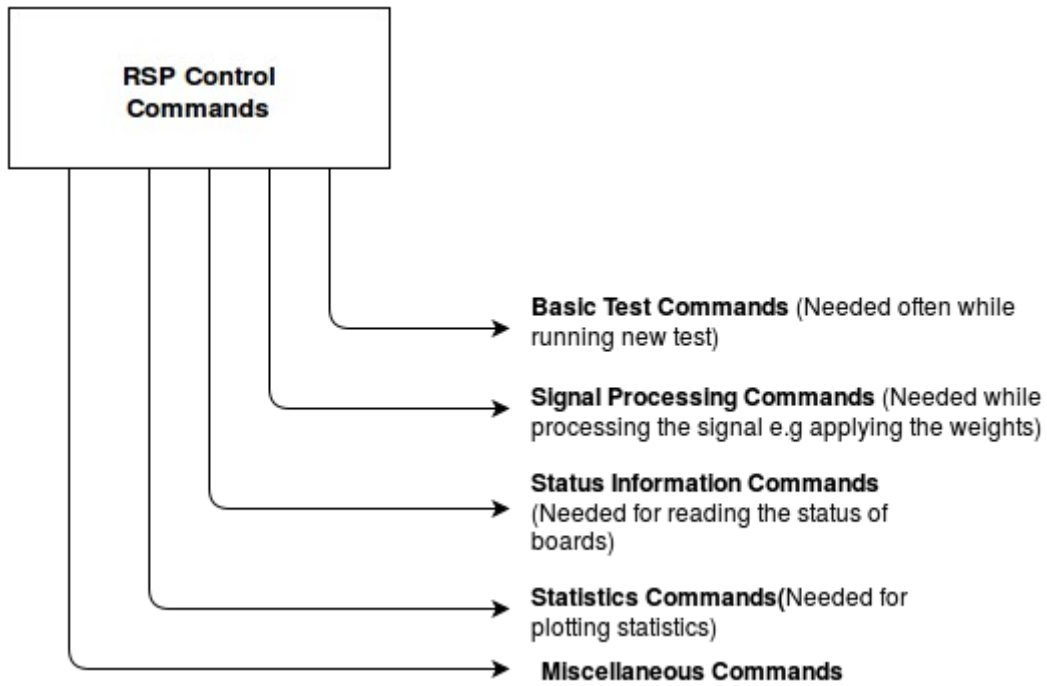 RSP Control
Commands
Basic Test Commands (Needed often while
running new test)
Signal Processing Commands (Needed while
processing the signal e.g applying the weights)
Status Information Commands
(Needed for reading the status of
boards)
Statistics Commands(Needed for
plotting statistics)
Miscellaneous Commands